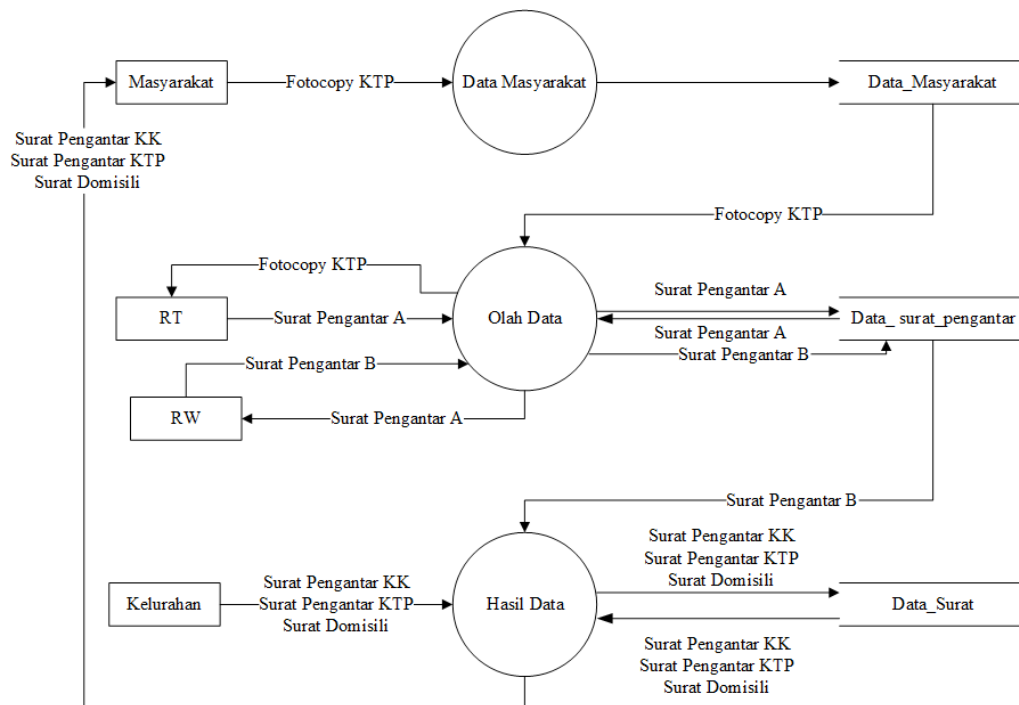 Masyarakat
Fotocopy KTP
Data Masyarakat
Data_Masyarakat
Surat Pengantar KK
Surat Pengantar KTP
Surat Domisili
Fotocopy KTP
Fotocopy KTP
RT
Surat Pengantar A
Olah Data
Surat Pengantar A
Data_ surat_pengantar
Surat Pengantar A
Surat Pengantar B
Surat Pengantar B
RW
Surat Pengantar A
Surat Pengantar B
Kelurahan
Surat Pengantar KK
Surat Pengantar KTP
Surat Domisili
Hasil Data
Surat Pengantar KK
Surat Pengantar KTP
Surat Domisili
Data_Surat
Surat Pengantar KK
Surat Pengantar KTP
Surat Domisili